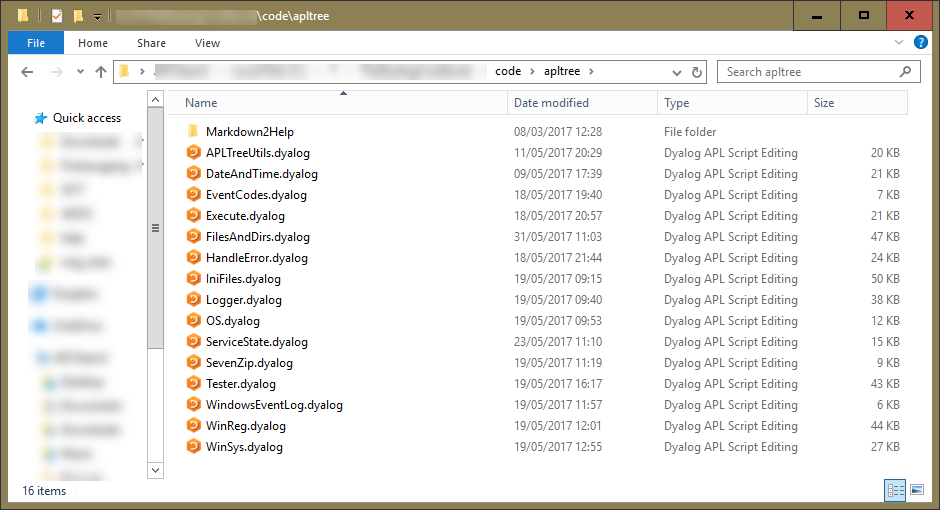 \code\apltree
File Home Share View
code apltree
Search apltree
Quick access
Name Date modified Type Size
Markdown2Help 08/03/2017 12:28 File folder
APLTreeUtils.dyalog 11/05/2017 20:29 Dyalog APL Script Editing 20 KB
DateAndTime.dyalog 09/05/2017 17:39 Dyalog APL Script Editing 21 KB
EventCodes.dyalog 18/05/2017 19:40 Dyalog APL Script Editing 7 KB
Execute.dyalog 18/05/2017 20:57 Dyalog APL Script Editing 21 KB
FilesAndDirs.dyalog 31/05/2017 11:03 Dyalog APL Script Editing 47 KB
HandleError.dyalog 18/05/2017 21:44 Dyalog APL Script Editing 24 KB
IniFiles.dyalog 19/05/2017 09:15 Dyalog APL Script Editing 50 KB
Logger.dyalog 19/05/2017 09:40 Dyalog APL Script Editing 38 KB
OS.dyalog 19/05/2017 09:53 Dyalog APL Script Editing 12 KB
ServiceState.dyalog 23/05/2017 11:10 Dyalog APL Script Editing 15 KB
SevenZip.dyalog 19/05/2017 11:19 Dyalog APL Script Editing 9 KB
Tester.dyalog 19/05/2017 16:17 Dyalog APL Script Editing 43 KB
WindowsEventLog.dyalog 19/05/2017 11:57 Dyalog APL Script Editing 6 KB
WinReg.dyalog 19/05/2017 12:01 Dyalog APL Script Editing 44 KB
WinSys.dyalog 19/05/2017 12:55 Dyalog APL Script Editing 27 KB
16 items